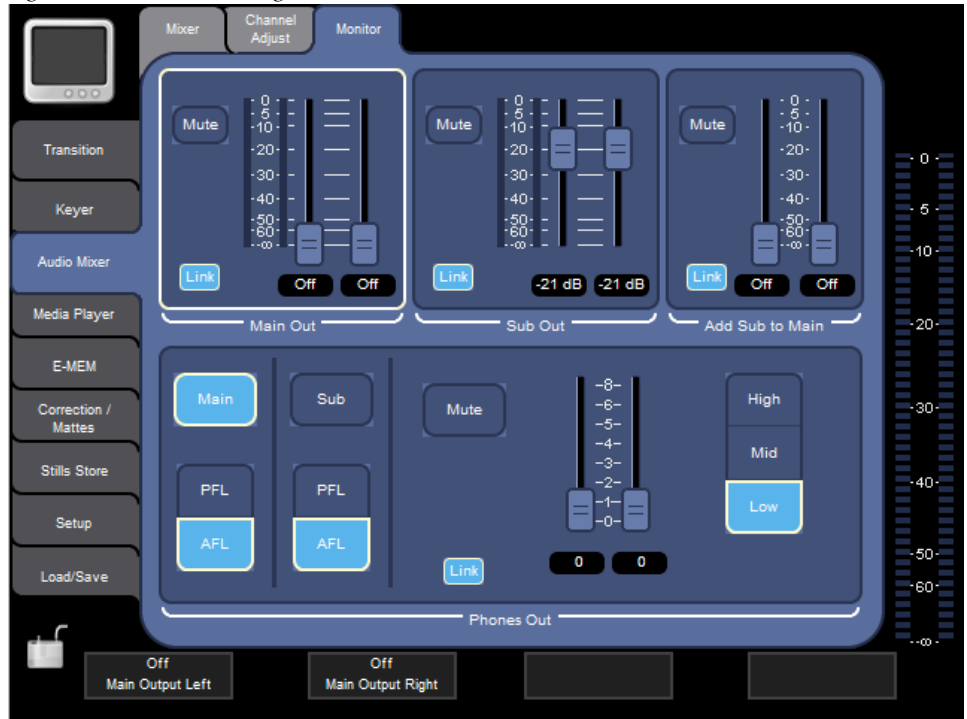 Mixer
Channel
Adjust
Monitor
Transition
Keyer
Audio Mixer
Media Player
E-MEM
Correction /
Mattes
Stills Store
Setup
Load/Save
Mute
0
5
-10-
-20-
-30-
-40-
-50-
-60-
-∞-
Link
Off
Off
Main Out
Mute
0
5
-10-
-20-
-30-
-40-
-50-
-60-
-∞-
Link
-21 dB
-21 dB
Sub Out
Mute
0
5
-10-
-20-
-30-
-40-
-50-
-60-
-∞-
Link
Off
Off
Add Sub to Main
Main
Sub
PFL
AFL
PFL
AFL
Mute
-8-
-6-
-5-
-4-
-3-
-2-
-1-
-0-
Link
0
0
High
Mid
Low
Phones Out
- 0 -
- 5 -
-10-
-20-
-30-
-40-
-50-
-60-
-∞-
Off
Main Output Left
Off
Main Output Right